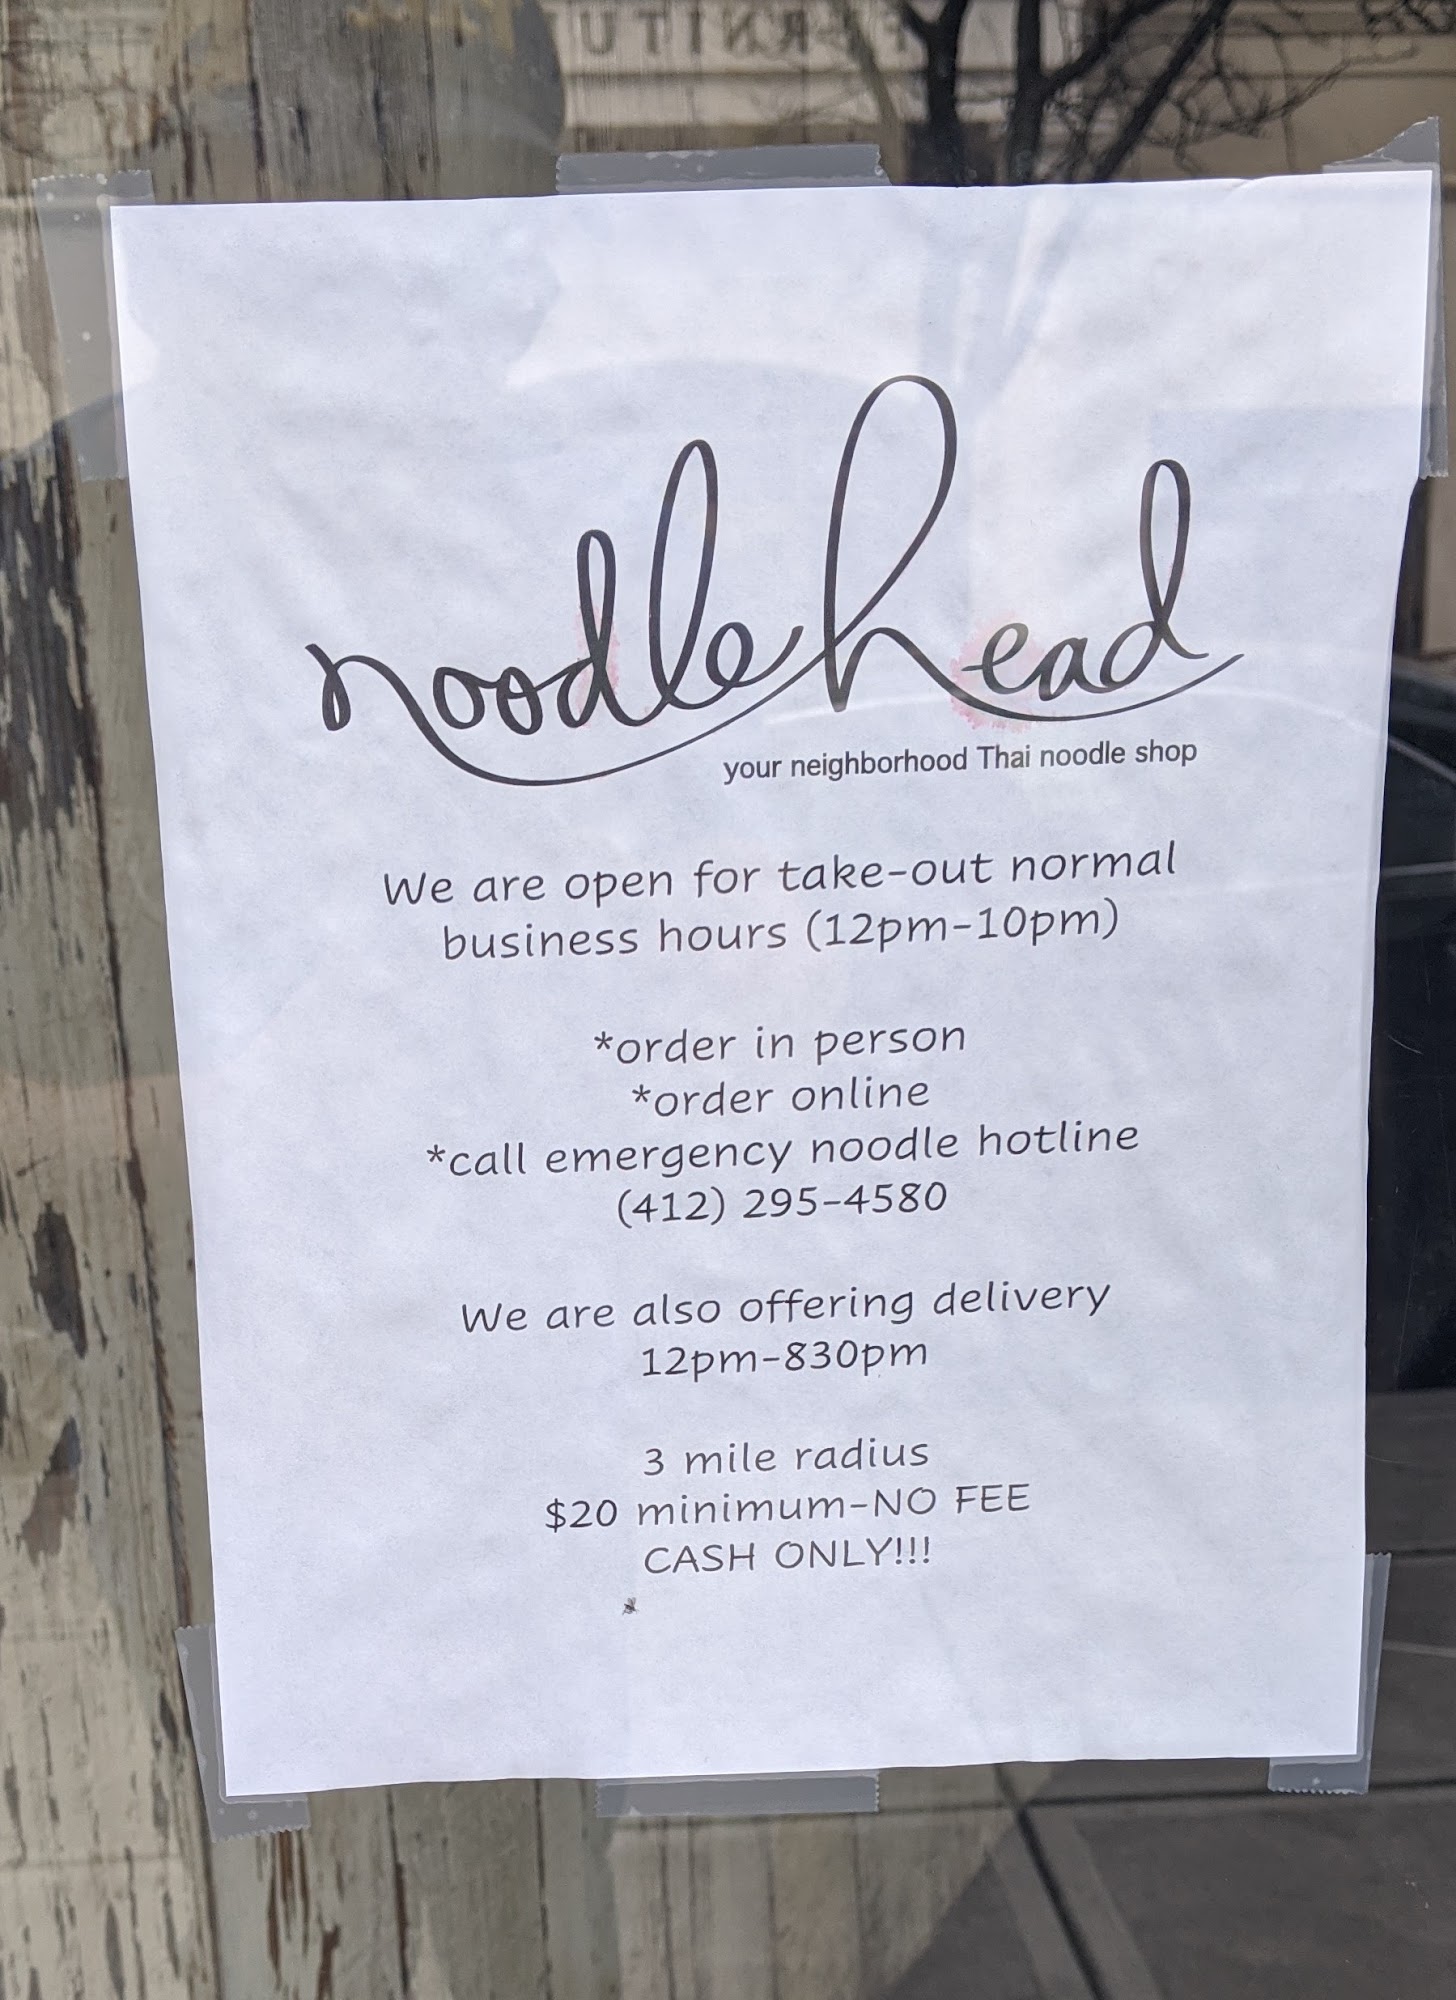 FURNITU
noodlehead
your neighborhood Thai noodle shop
We are open for take-out normal
business hours (12pm-10pm)
*order in person
*order online
*call emergency noodle hotline
(412) 295-4580
We are also offering delivery
12pm-830pm
3 mile radius
$20 minimum-NO FEE
CASH ONLY!!!